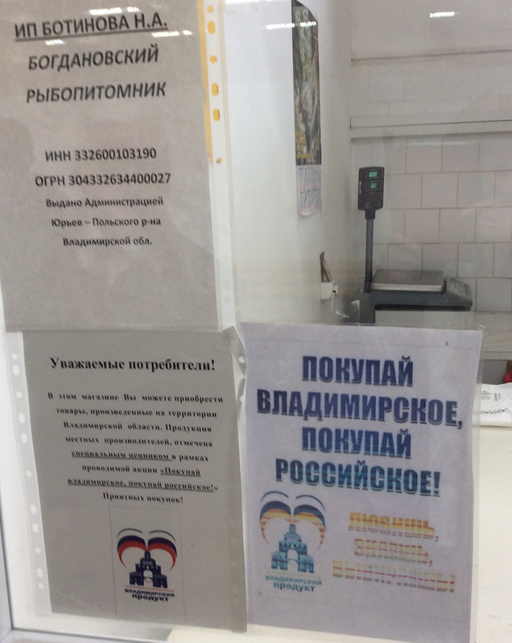 ИП БОТИНОВА Н.А.
БОГДАНОВСКИЙ
РЫБОПИТОМНИК
ИНН 332600103190
ОГРН 304332634400027
Выдано Администрацией
Юрьев – Польского р-на
Владимирской обл.
Уважаемые потребители!
В этом магазине Вы можете приобрести
товары, произведенные на территории
Владимирской области. Продукция
местных производителей, отмечена
специальным ценником в рамках
проводимой акции «Покупай
владимирское, покупай российское!»
Приятных покупок!
ВЛАДИМИРСКИЙ
ПРОДУКТ
ПОКУПАЙ
ВЛАДИМИРСКОЕ,
ПОКУПАЙ
РОССИЙСКОЕ!
ЛЮБИШЬ,
ВЛАДИМИРСКИЙ
ПРОДУКТ